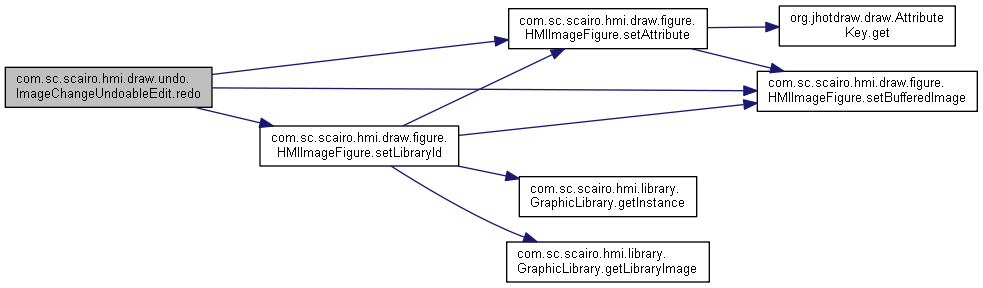 com.sc.scairo.hmi.draw.undo.
ImageChangeUndoableEdit.redo
com.sc.scairo.hmi.draw.figure.
HMIImageFigure.setAttribute
org.jhotdraw.draw.Attribute
Key.get
com.sc.scairo.hmi.draw.figure.
HMIImageFigure.setBufferedImage
com.sc.scairo.hmi.draw.figure.
HMIImageFigure.setLibraryId
com.sc.scairo.hmi.library.
GraphicLibrary.getInstance
com.sc.scairo.hmi.library.
GraphicLibrary.getLibraryImage